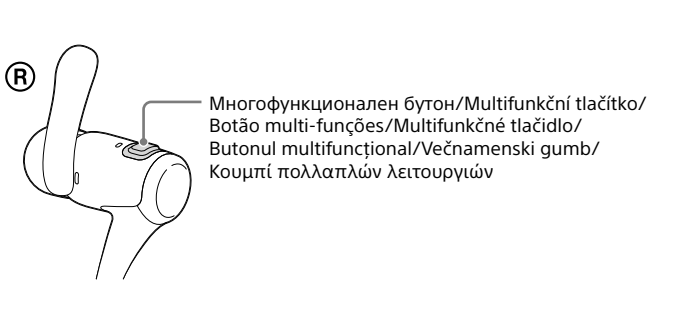 R
Многофункционален бутон/Multifunkční tlačítko/
Botão multi-funções/Multifunkčné tlačidlo/
Butonul multifuncțional/Večnamenski gumb/
Κουμπί πολλαπλών λειτουργιών